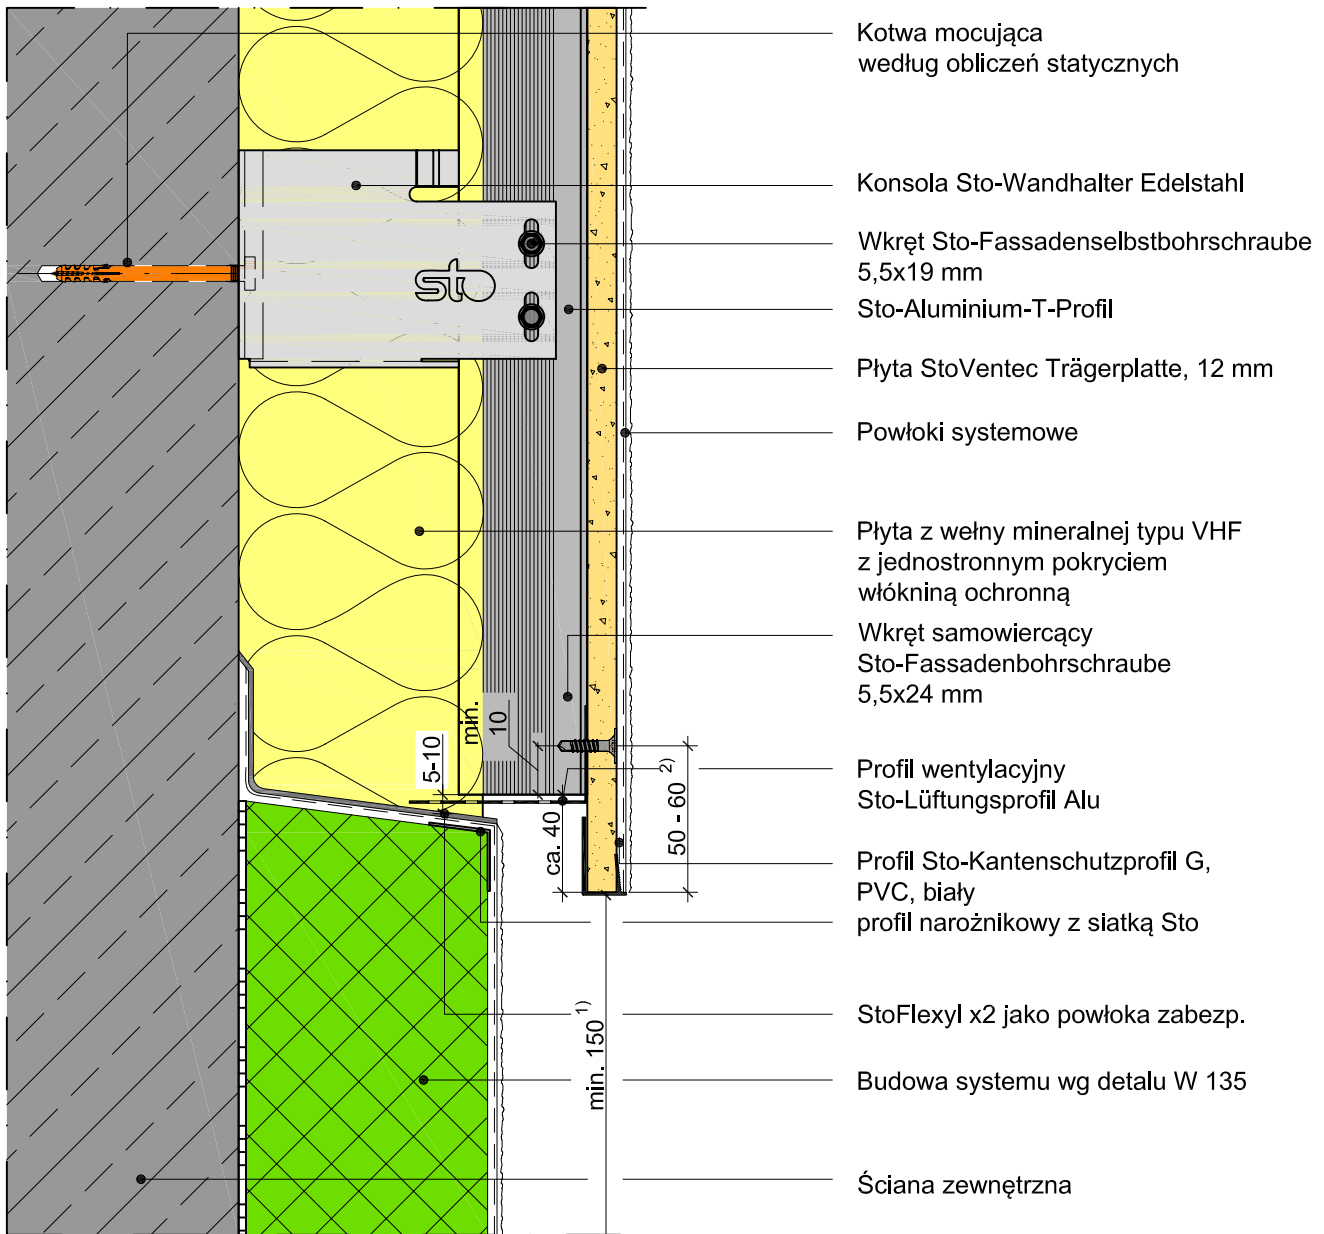 Kotwa mocująca
według obliczeń statycznych
Konsola Sto-Wandhalter Edelstahl
Wkręt Sto-Fassadenselbstbohrschraube
5,5x19 mm
sto
Sto-Aluminium-T-Profil
Płyta StoVentec Trägerplatte, 12 mm
Powłoki systemowe
Płyta z wełny mineralnej typu VHF
z jednostronnym pokryciem
włókniną ochronną
Wkręt samowiercący
Sto-Fassadenbohrschraube
5,5x24 mm
min.
10
5-10
Profil wentylacyjny
Sto-Lüftungsprofil Alu
ca. 40
50 - 60 2)
Profil Sto-Kantenschutzprofil G,
PVC, biały
profil narożnikowy z siatką Sto
StoFlexyl x2 jako powłoka zabezp.
min. 150 1)
Budowa systemu wg detalu W 135
Ściana zewnętrzna